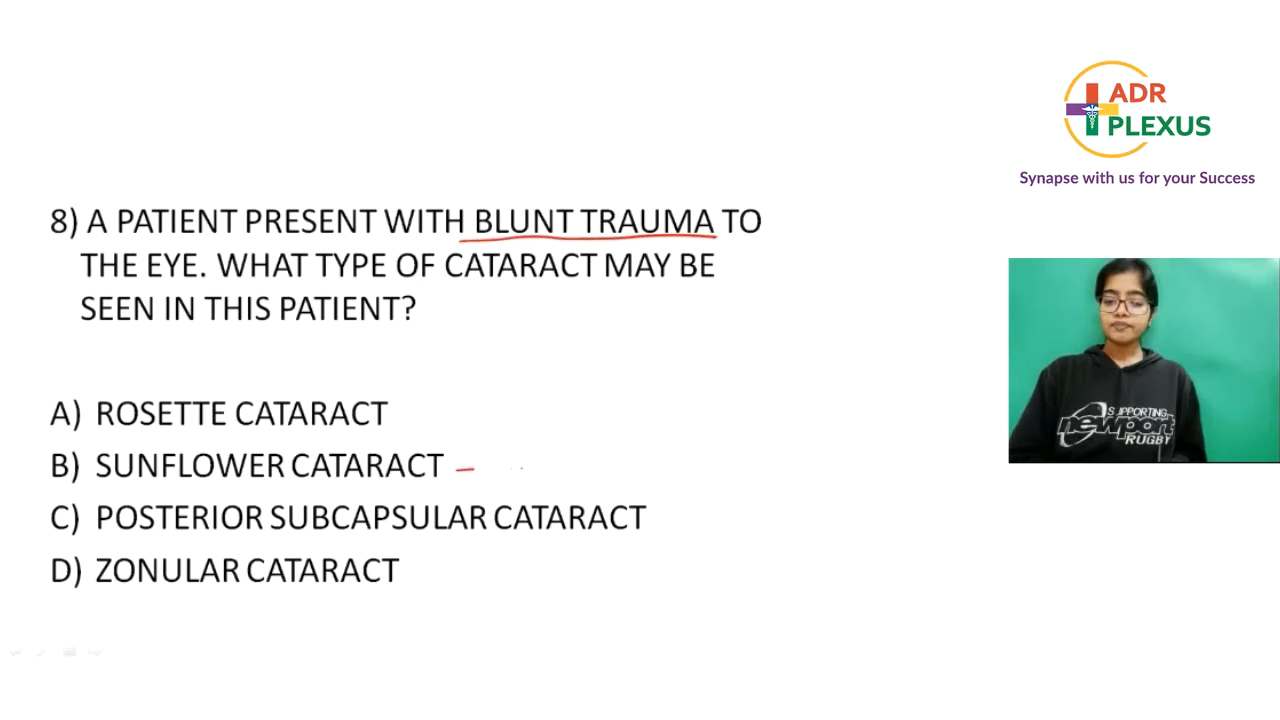 ADR
PLEXUS
Synapse with us for your Success
8) A PATIENT PRESENT WITH BLUNT TRAUMA TO
THE EYE. WHAT TYPE OF CATARACT MAY BE
SEEN IN THIS PATIENT?
A) ROSETTE CATARACT
B) SUNFLOWER CATARACT
C) POSTERIOR SUBCAPSULAR CATARACT
D) ZONULAR CATARACT
SUPPORTING
newport
RUGBY